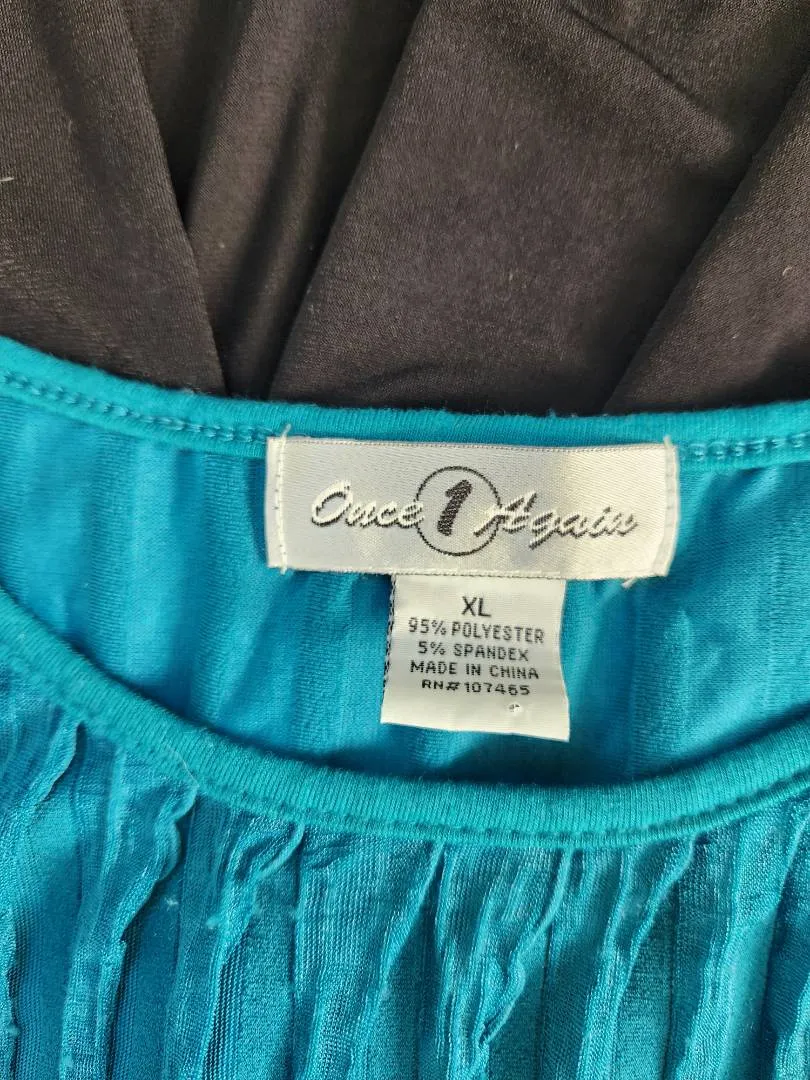 Once 1 Again
XL
95% POLYESTER
5% SPANDEX
MADE IN CHINA
RN# 107465